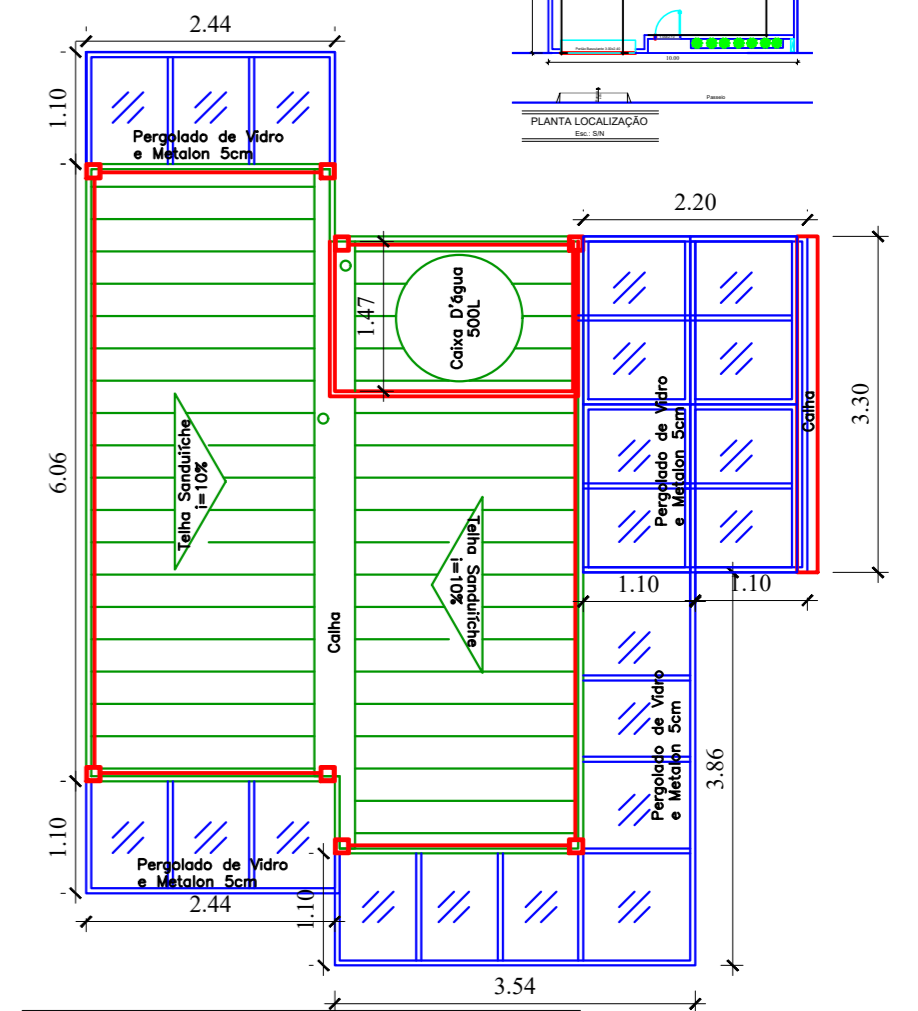 2.44
10.00
Passeio
PLANTA LOCALIZAÇÃO
Esc.: S/N
1.10
Pergolado de Vidro
e Metalon 5cm
2.20
1.47
Caixa D'água
500L
Calha
Pergolado de Vidro
e Metalon 5cm
3.30
6.06
Telha Sanduííche
i=10%
Telha Sanduííche
i=10%
1.10
1.10
Calha
Pergolado de Vidro
e Metalon 5cm
3.86
1.10
Pergolado de Vidro
e Metalon 5cm
2.44
1.10
3.54